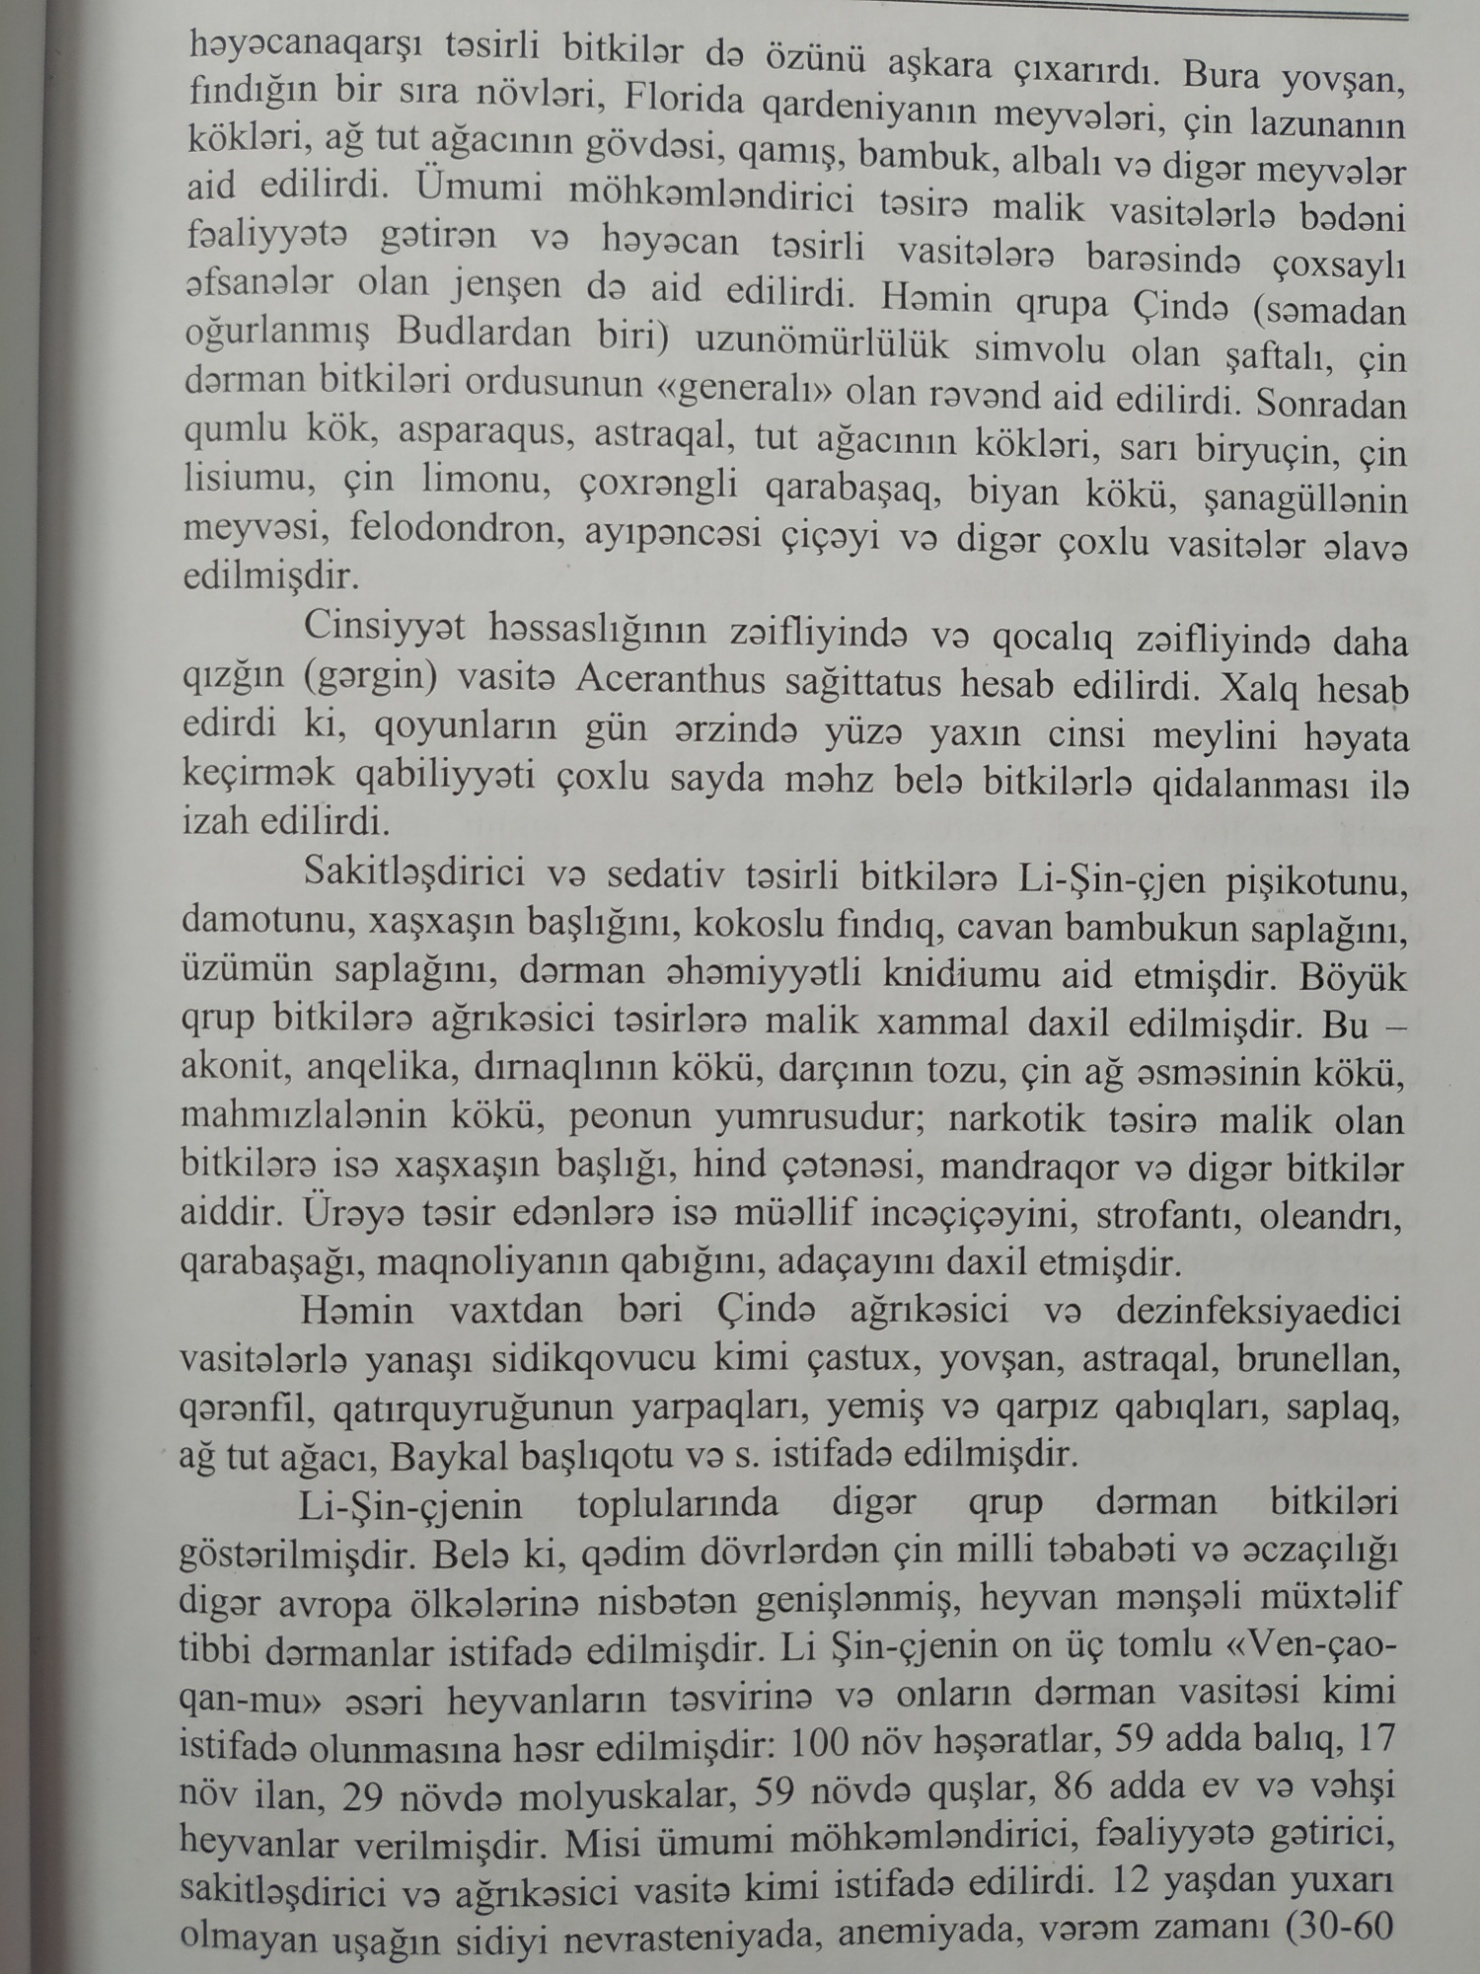 həyəcanaqarşı təsirli bitkilər də özünü aşkara çıxarırdı. Bura yovşan,
fındığın bir sıra növləri, Florida qardeniyanın meyvələri, çin lazunanın
kökləri, ağ tut ağacının gövdəsi, qamış, bambuk, albalı və digər meyvələr
aid edilirdi. Ümumi möhkəmləndirici təsirə malik vasitələrlə bədəni
fəaliyyətə gətirən və həyəcan təsirli vasitələrə barəsində çoxsaylı
əfsanələr olan jenşen də aid edilirdi. Həmin qrupa Çində (səmadan
oğurlanmış Budlardan biri) uzunömürlülük simvolu olan şaftalı, çin
dərman bitkiləri ordusunun «generalı» olan rəvənd aid edilirdi. Sonradan
qumlu kök, asparaqus, astraqal, tut ağacının kökləri, sarı biryuçin, çin
lisiumu, çin limonu, çoxrəngli qarabaşaq, biyan kökü, şanagüllənin
meyvəsi, felodondron, ayıpəncəsi çiçəyi və digər çoxlu vasitələr əlavə
edilmişdir.
Cinsiyyət həssaslığının zəifliyində və qocalıq zəifliyində daha
qızğın (gərgin) vasitə Aceranthus sağittatus hesab edilirdi. Xalq hesab
edirdi ki, qoyunların gün ərzində yüzə yaxın cinsi meylini həyata
keçirmək qabiliyyəti çoxlu sayda məhz belə bitkilərlə qidalanması ilə
izah edilirdi.
Sakitləşdirici və sedativ təsirli bitkilərə Li-Şin-çjen pişikotunu,
damotunu, xaşxaşın başlığını, kokoslu fındıq, cavan bambukun saplağını,
üzümün saplağını, dərman əhəmiyyətli knidiumu aid etmişdir. Böyük
qrup bitkilərə ağrıkəsici təsirlərə malik xammal daxil edilmişdir. Bu –
akonit, anqelika, dırnaqlının kökü, darçının tozu, çin ağ əsməsinin kökü,
mahmızlalənin kökü, peonun yumrusudur; narkotik təsirə malik olan
bitkilərə isə xaşxaşın başlığı, hind çətənəsi, mandraqor və digər bitkilər
aiddir. Ürəyə təsir edənlərə isə müəllif incəçiçəyini, strofantı, oleandrı,
qarabaşağı, maqnoliyanın qabığını, adaçayını daxil etmişdir.
Həmin vaxtdan bəri Çində ağrıkəsici və dezinfeksiyaedici
vasitələrlə yanaşı sidikqovucu kimi çastux, yovşan, astraqal, brunellan,
qərənfil, qatırquyruğunun yarpaqları, yemiş və qarpız qabıqları, saplaq,
ağ tut ağacı, Baykal başlıqotu və s. istifadə edilmişdir.
Li-Şin-çjenin toplularında digər qrup dərman bitkiləri
göstərilmişdir. Belə ki, qədim dövrlərdən çin milli təbabəti və əczaçılığı
digər avropa ölkələrinə nisbətən genişlənmiş, heyvan mənşəli müxtəlif
tibbi dərmanlar istifadə edilmişdir. Li Şin-çjenin on üç tomlu «Ven-çao-
qan-mu» əsəri heyvanların təsvirinə və onların dərman vasitəsi kimi
istifadə olunmasına həsr edilmişdir: 100 növ həşəratlar, 59 adda balıq, 17
növ ilan, 29 növdə molyuskalar, 59 növdə quşlar, 86 adda ev və vəhşi
heyvanlar verilmişdir. Misi ümumi möhkəmləndirici, fəaliyyətə gətirici,
sakitləşdirici və ağrıkəsici vasitə kimi istifadə edilirdi. 12 yaşdan yuxarı
olmayan uşağın sidiyi nevrasteniyada, anemiyada, vərəm zamanı (30-60